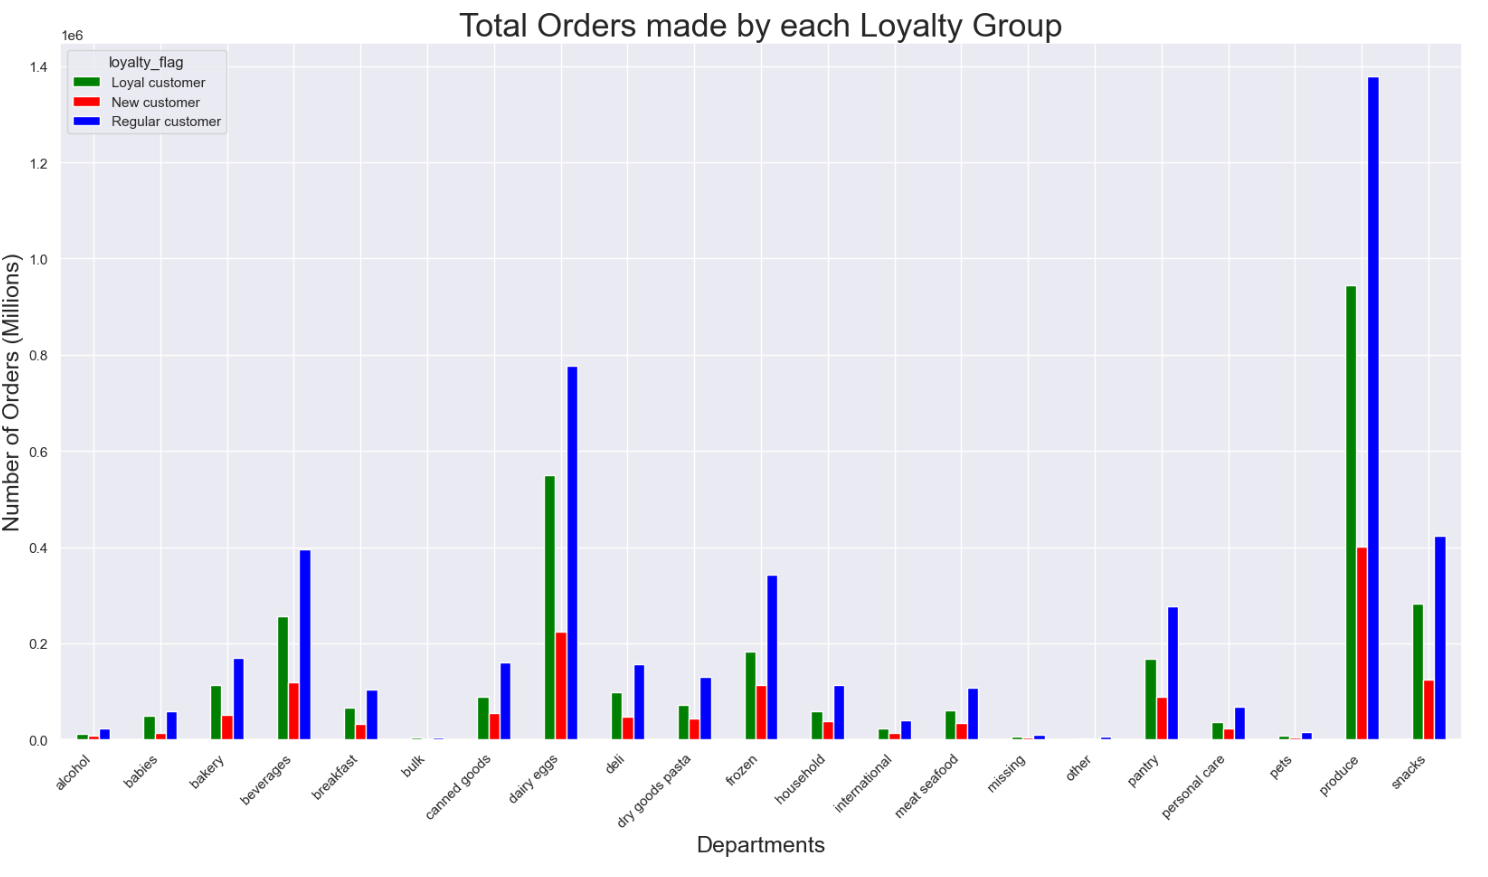 Total Orders made by each Loyalty Group
1e6
loyalty_flag
Loyal customer
New customer
Regular customer
1.4
1.2
1.0
0.8
0.6
0.4
0.2
0.0
Number of Orders (Millions)
alcohol
babies
bakery
beverages
breakfast
bulk
canned goods
dairy eggs
deli
dry goods pasta
frozen
household
international
meat seafood
missing
other
pantry
personal care
pets
produce
snacks
Departments